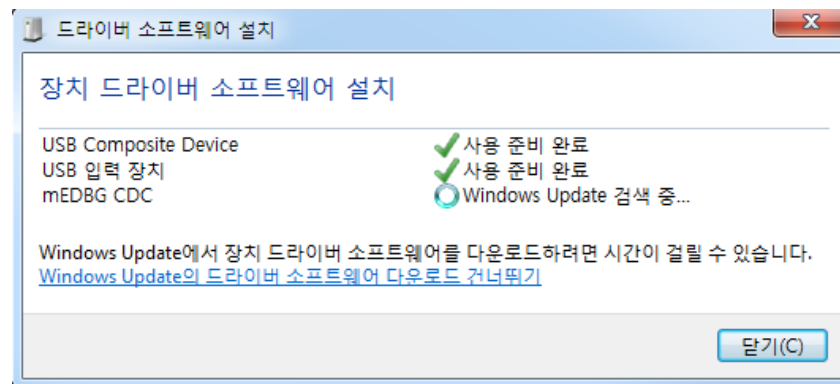 드라이버 소프트웨어 설치
장치 드라이버 소프트웨어 설치
USB Composite Device 사용 준비 완료
USB 입력 장치 사용 준비 완료
mEDBG CDC Windows Update 검색 중...
Windows Update에서 장치 드라이버 소프트웨어를 다운로드하려면 시간이 걸릴 수 있습니다.
Windows Update의 드라이버 소프트웨어 다운로드 건너뛰기
닫기(C)